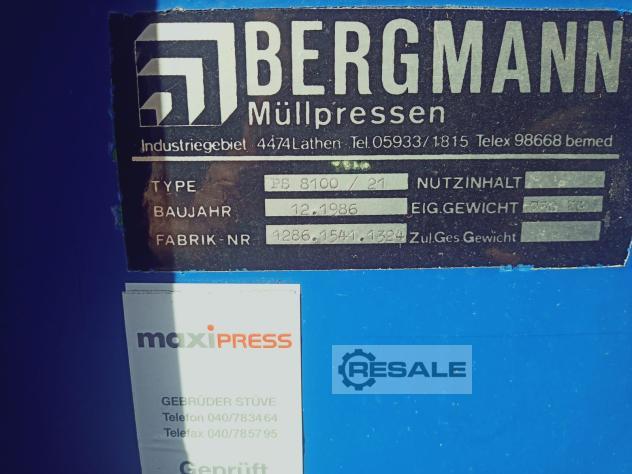 BERGMANN
Müllpressen
Industriegebiet 4474 Lathen Tel. 05933/1815 Telex 98668 bemed
TYPE PB 8100 / 21 NUTZINHALT
BAUJAHR 12.1986 EIG.GEWICHT
FABRIK-NR 1286.1541.1324 Zul.Ges Gewicht
maxiPRESS
RESALE
GEBRÜDER STÜVE
Telefon 040/783464
Telefax 040/785795
Geprüft